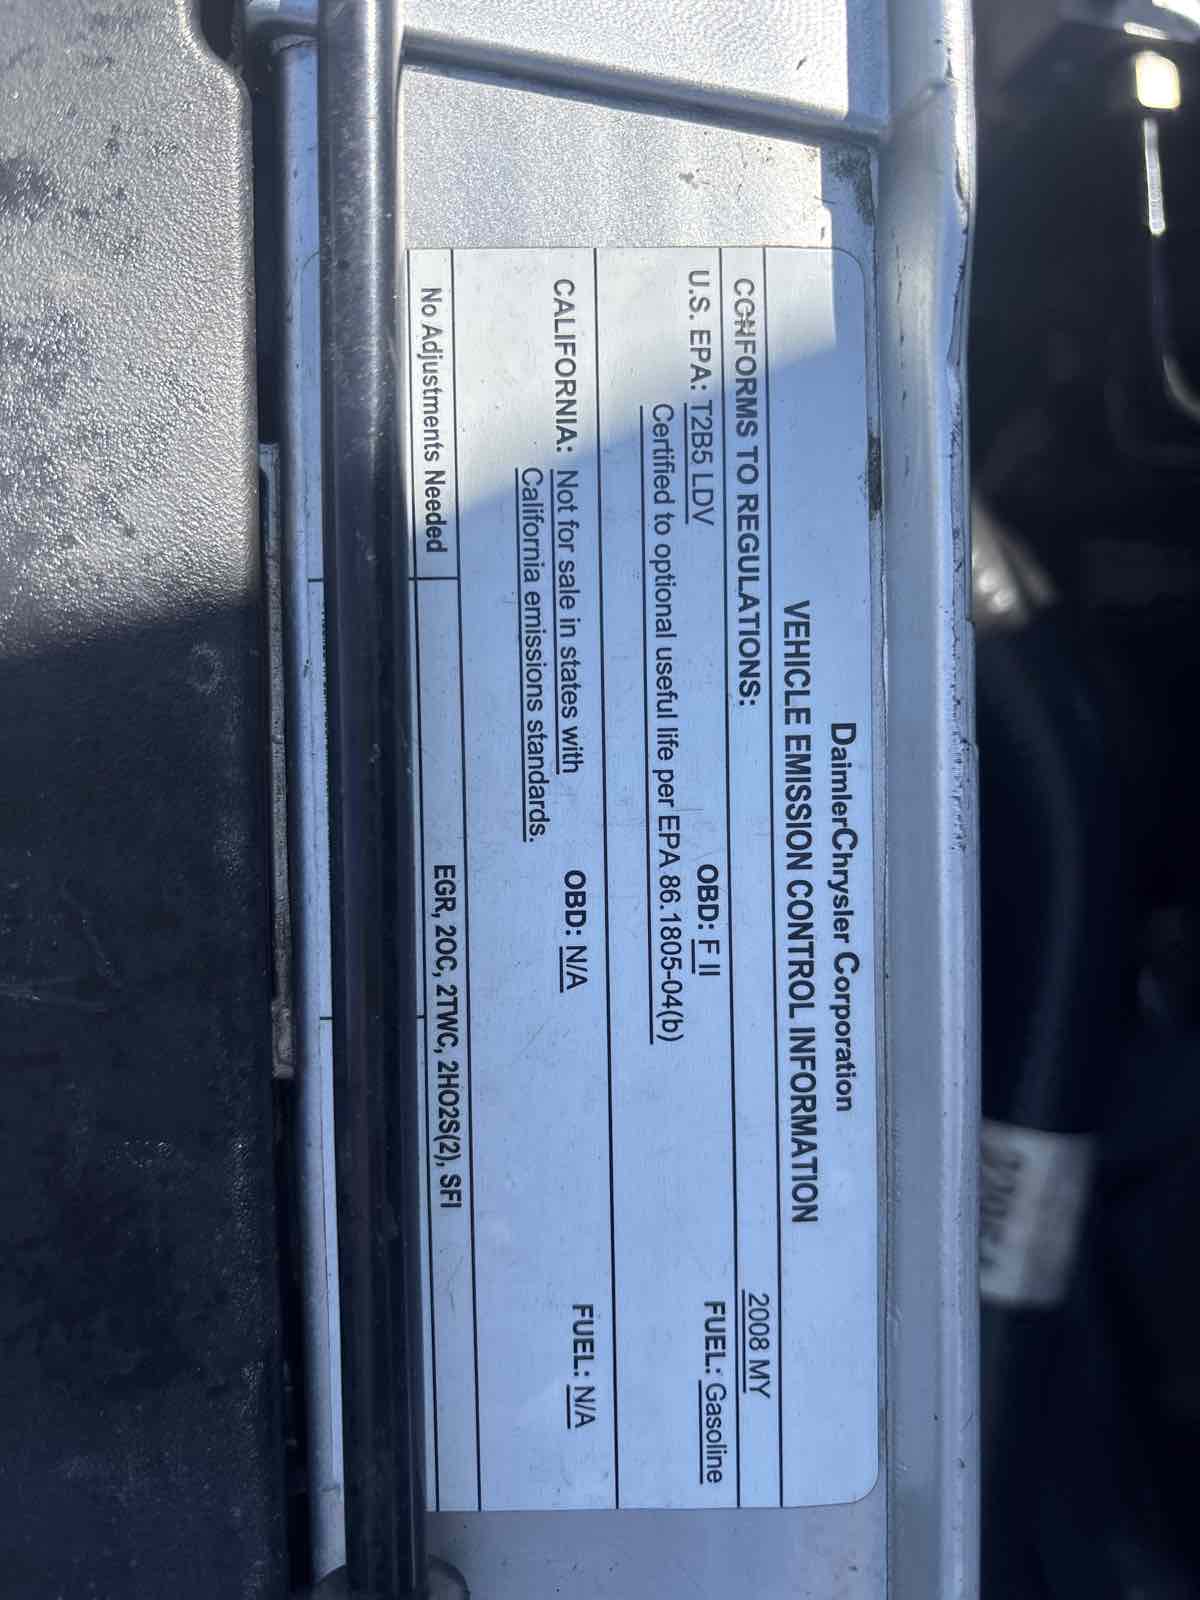 DaimlerChrysler Corporation
VEHICLE EMISSION CONTROL INFORMATION
CONFORMS TO REGULATIONS: 2008 MY
U.S. EPA: T2B5 LDV OBD: F II FUEL: Gasoline
Certified to optional useful life per EPA 86.1805-04(b)
CALIFORNIA: Not for sale in states with OBD: N/A FUEL: N/A
California emissions standards.
No Adjustments Needed EGR, 2OC, 2TWC, 2HO2S(2), SFI